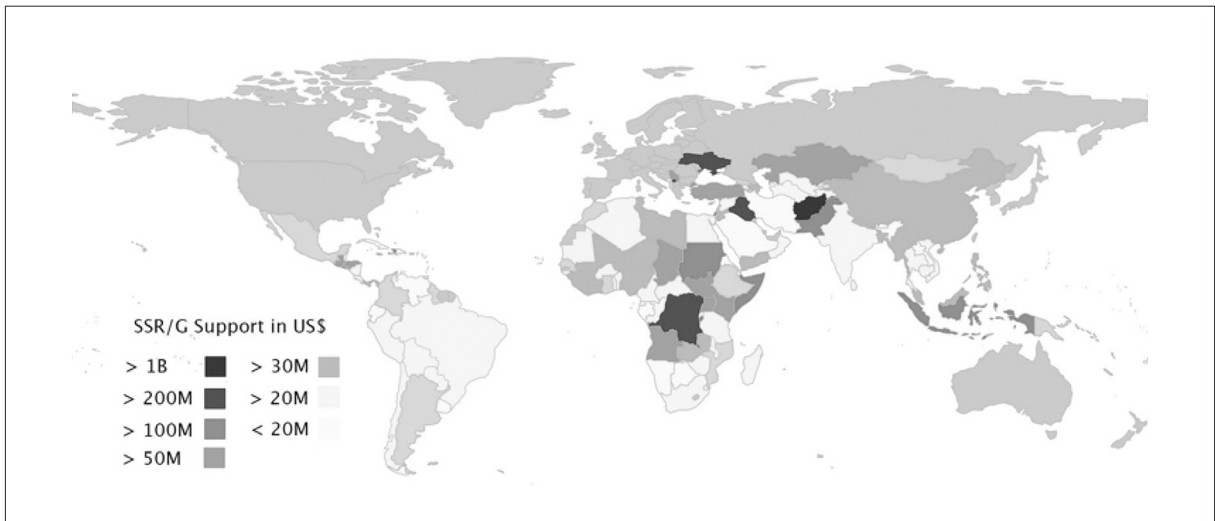 SSR/G Support in US$
> 1B > 30M
> 200M > 20M
> 100M < 20M
> 50M